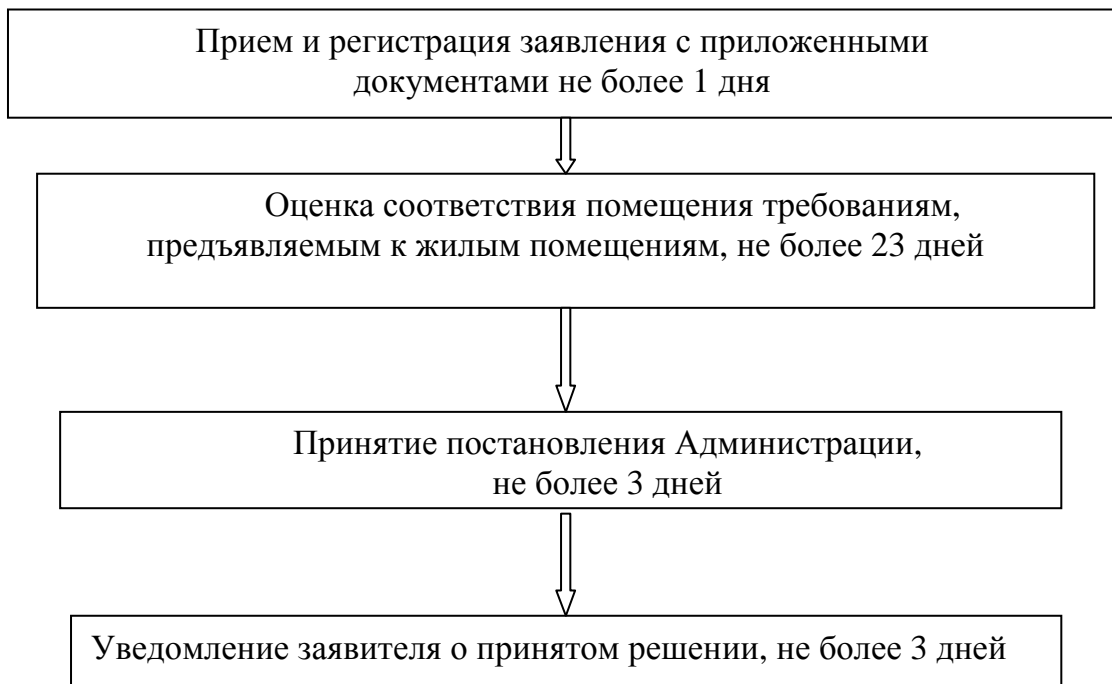 Прием и регистрация заявления с приложенными
документами не более 1 дня
Оценка соответствия помещения требованиям,
предъявляемым к жилым помещениям, не более 23 дней
Принятие постановления Администрации,
не более 3 дней
Уведомление заявителя о принятом решении, не более 3 дней